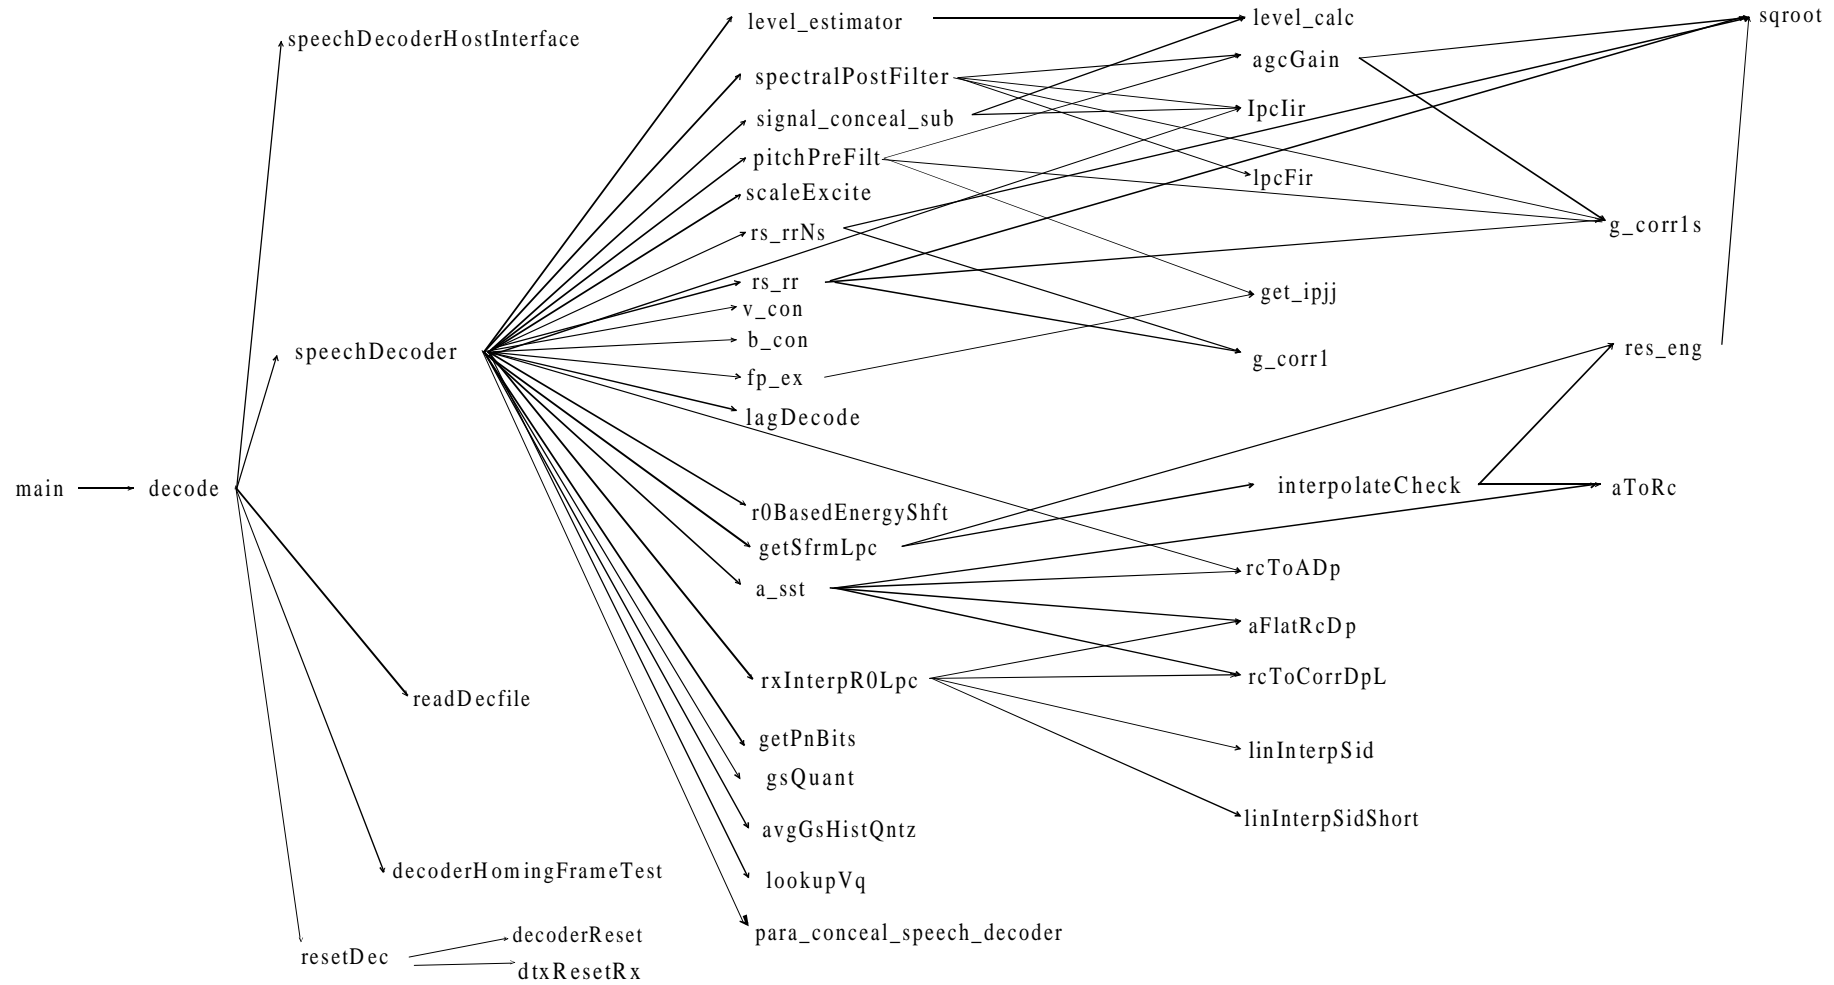 level_estimator
level_calc
sqroot
speechDecoderHostInterface
spectralPostFilter
agcGain
signal_conceal_sub
IpcIir
pitchPreFilt
lpcFir
scaleExcite
rs_rrNs
g_corr1s
rs_rr
get_ipjj
v_con
b_con
speechDecoder
res_eng
g_corr1
fp_ex
lagDecode
main
decode
interpolateCheck
aToRc
r0BasedEnergyShft
getSfrmLpc
rcToADp
a_sst
aFlatRcDp
rxInterpR0Lpc
rcToCorrDpL
readDecfile
getPnBits
linInterpSid
gsQuant
linInterpSidShort
avgGsHistQntz
decoderHomingFrameTest
lookupVq
para_conceal_speech_decoder
decoderReset
resetDec
dtxResetRx